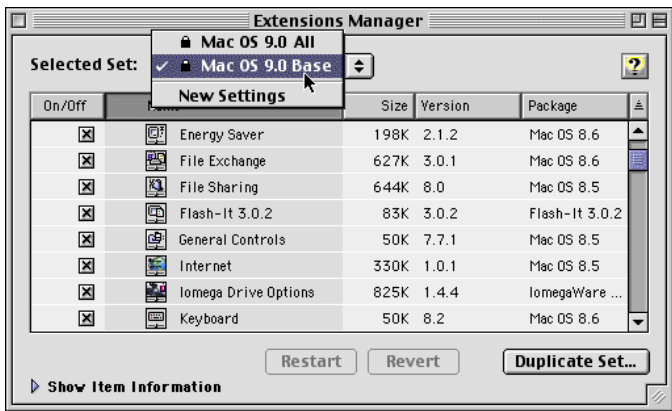 Extensions Manager
Selected Set:
Mac OS 9.0 All
✓ Mac OS 9.0 Base
New Settings
?
On/Off Size Version Package
Energy Saver 198K 2.1.2 Mac OS 8.6
File Exchange 627K 3.0.1 Mac OS 8.6
File Sharing 644K 8.0 Mac OS 8.5
Flash-It 3.0.2 83K 3.0.2 Flash-It 3.0.2
General Controls 50K 7.7.1 Mac OS 8.5
Internet 330K 1.0.1 Mac OS 8.5
Iomega Drive Options 825K 1.4.4 IomegaWare ...
Keyboard 50K 8.2 Mac OS 8.6
Restart Revert Duplicate Set...
Show Item Information